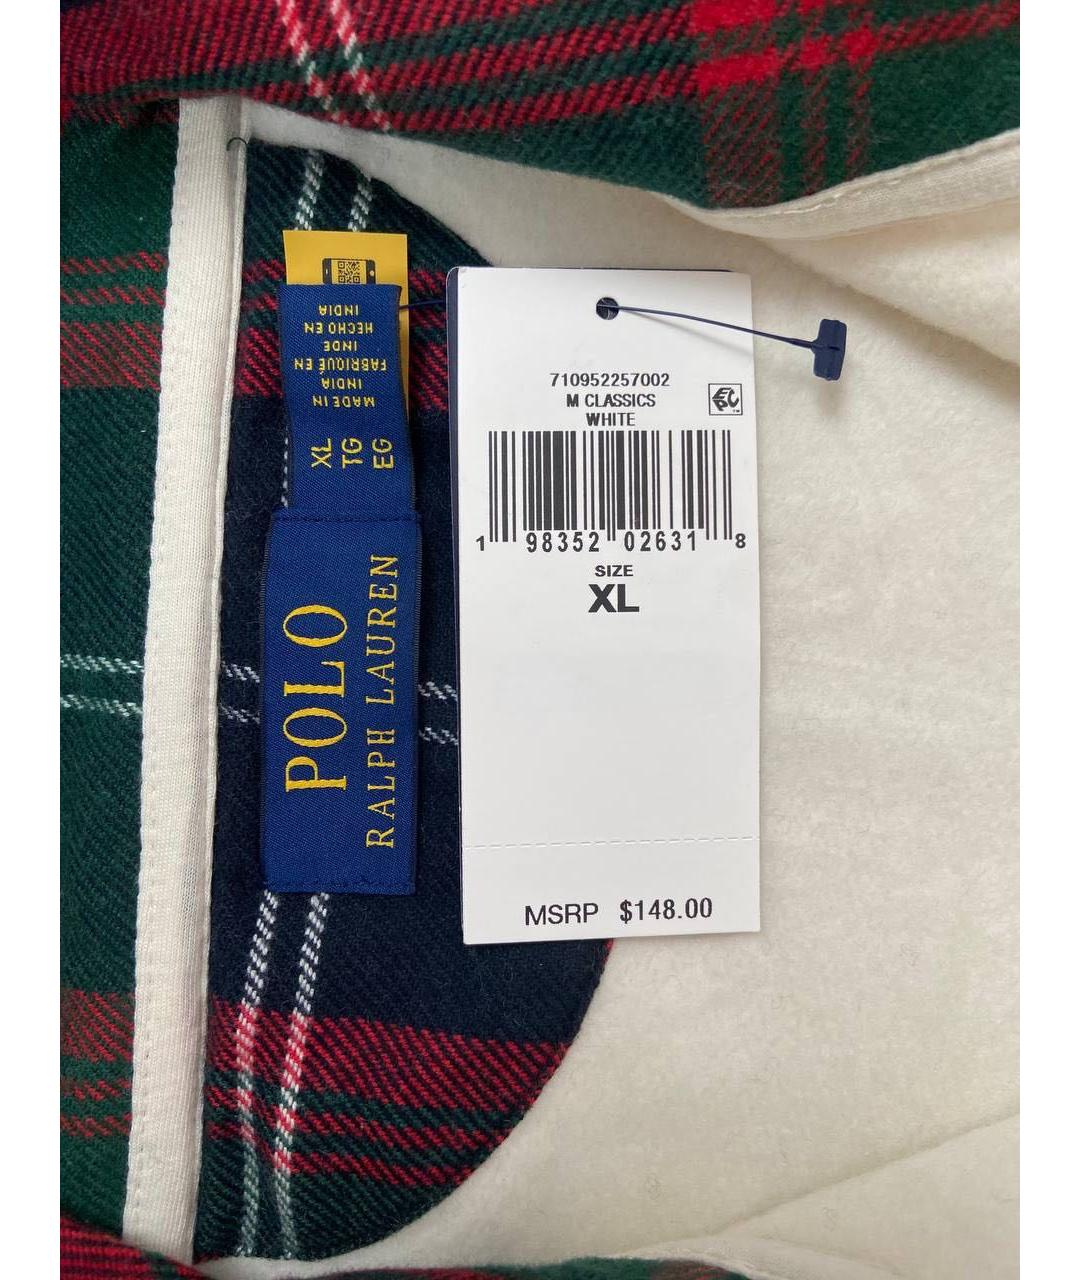 710952257002
M CLASSICS
WHITE
1 98352 02631 8
SIZE
XL
MSRP $148.00
POLO
RALPH LAUREN
XL
TG
EG
MADE IN
INDIA
FABRIQUÉ EN
INDE
HECHO EN
INDIA